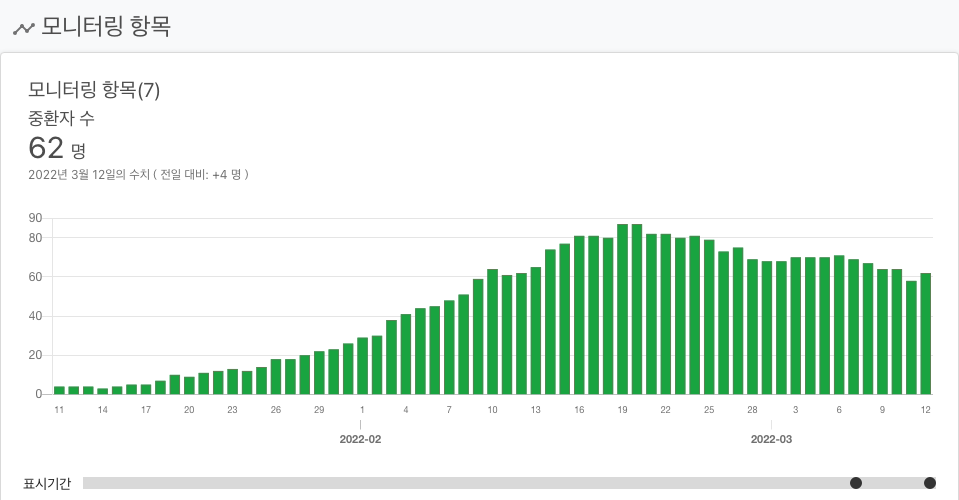 모니터링 항목
모니터링 항목(7)
중환자 수
62 명
2022년 3월 12일의 수치 ( 전일 대비: +4 명 )
90
80
60
40
20
0
11 14 17 20 23 26 29 1 4 7 10 13 16 19 22 25 28 3 6 9 12
2022-02 2022-03
표시기간